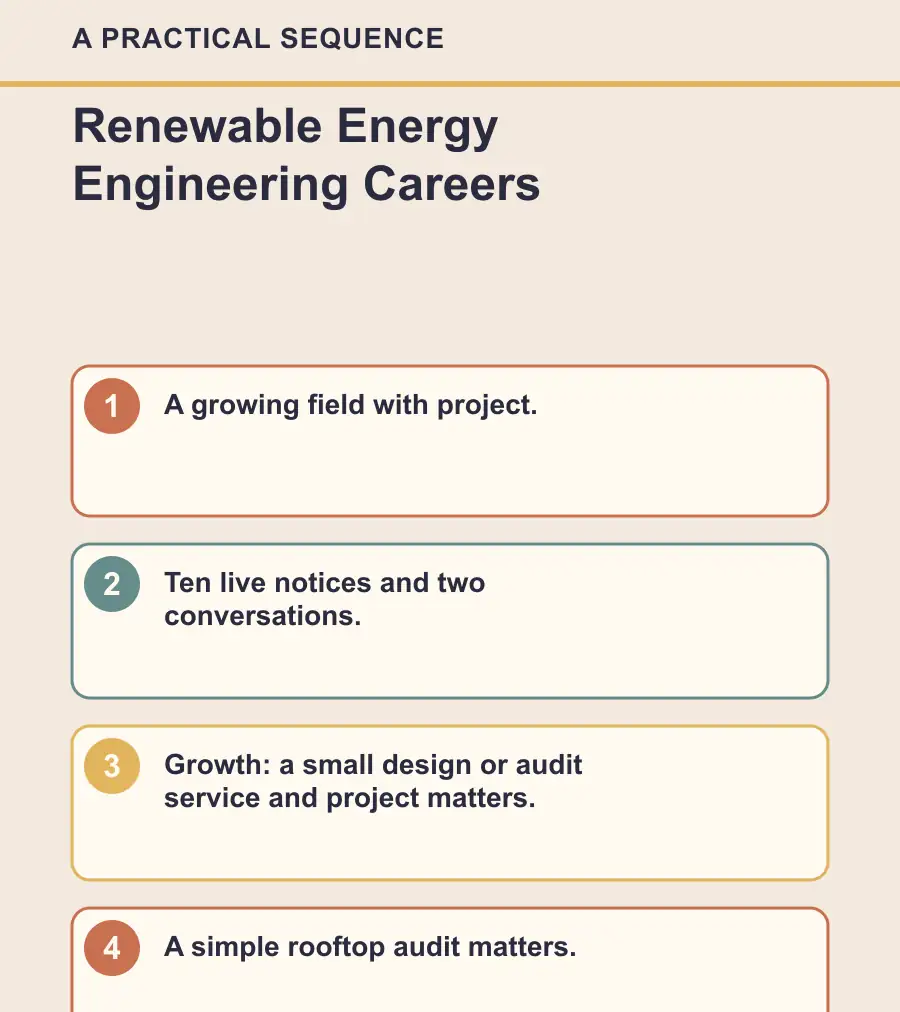 A PRACTICAL SEQUENCE
Renewable Energy
Engineering Careers
1
A growing field with project.
2
Ten live notices and two
conversations.
3
Growth: a small design or audit
service and project matters.
4
A simple rooftop audit matters.